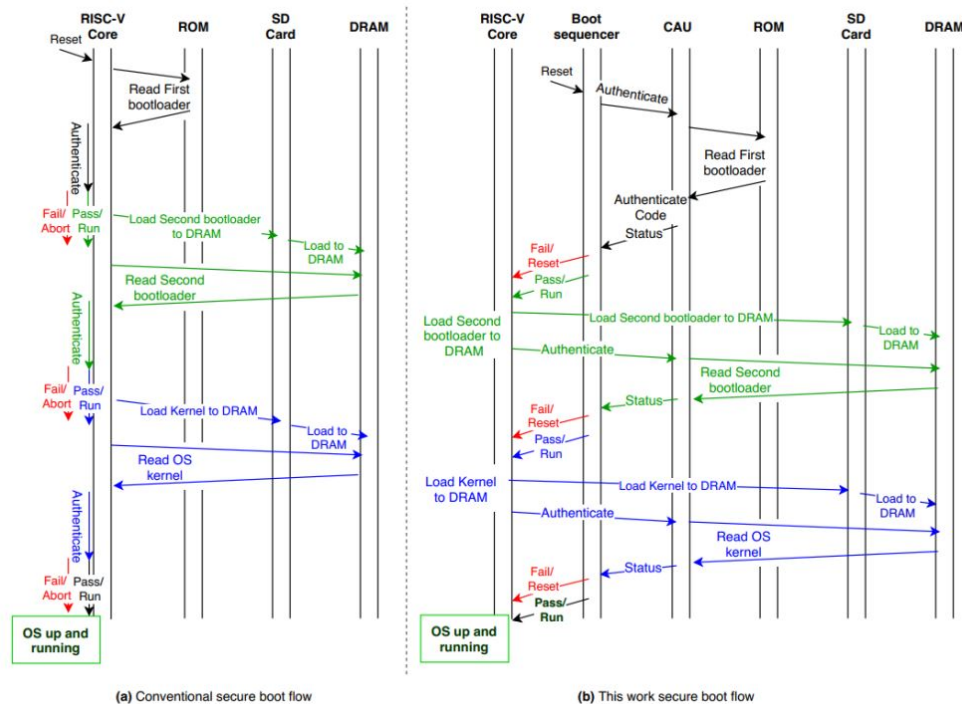 RISC-V
Core
ROM
SD
Card
DRAM
Reset
Read First
bootloader
Authenticate
Fail/
Abort
Pass/
Run
Load Second bootloader
to DRAM
Load to
DRAM
Read Second
bootloader
Authenticate
Fail/
Abort
Pass/
Run
Load Kernel to DRAM
Load to
DRAM
Read OS
kernel
Authenticate
Fail/
Abort
Pass/
Run
OS up and
running
(a) Conventional secure boot flow
RISC-V
Core
Boot
sequencer
CAU
ROM
SD
Card
DRAM
Reset
Authenticate
Read First
bootloader
Authenticate
Code
Status
Fail/
Reset
Pass/
Run
Load Second
bootloader to
DRAM
Load Second bootloader to DRAM
Load to
DRAM
Authenticate
Read Second
bootloader
Status
Fail/
Reset
Pass/
Run
Load Kernel
to DRAM
Load Kernel to DRAM
Load to
DRAM
Authenticate
Read OS
kernel
Status
Fail/
Reset
Pass/
Run
OS up and
running
(b) This work secure boot flow